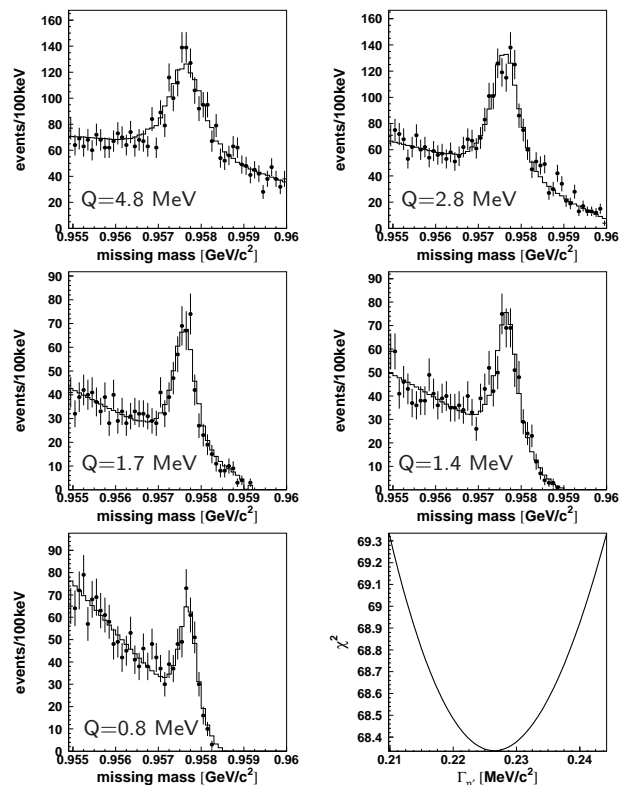 events/100keV
160
140
120
100
80
60
40
20
0
Q=4.8 MeV
0.955 0.956 0.957 0.958 0.959 0.96
missing mass [GeV/c²]
events/100keV
160
140
120
100
80
60
40
20
0
Q=2.8 MeV
0.955 0.956 0.957 0.958 0.959 0.96
missing mass [GeV/c²]
events/100keV
90
80
70
60
50
40
30
20
10
0
Q=1.7 MeV
0.955 0.956 0.957 0.958 0.959 0.96
missing mass [GeV/c²]
events/100keV
90
80
70
60
50
40
30
20
10
0
Q=1.4 MeV
0.955 0.956 0.957 0.958 0.959 0.96
missing mass [GeV/c²]
events/100keV
90
80
70
60
50
40
30
20
10
0
Q=0.8 MeV
0.955 0.956 0.957 0.958 0.959 0.96
missing mass [GeV/c²]
χ²
69.3
69.2
69.1
69
68.9
68.8
68.7
68.6
68.5
68.4
0.21 0.22 0.23 0.24
Γη′ [MeV/c²]